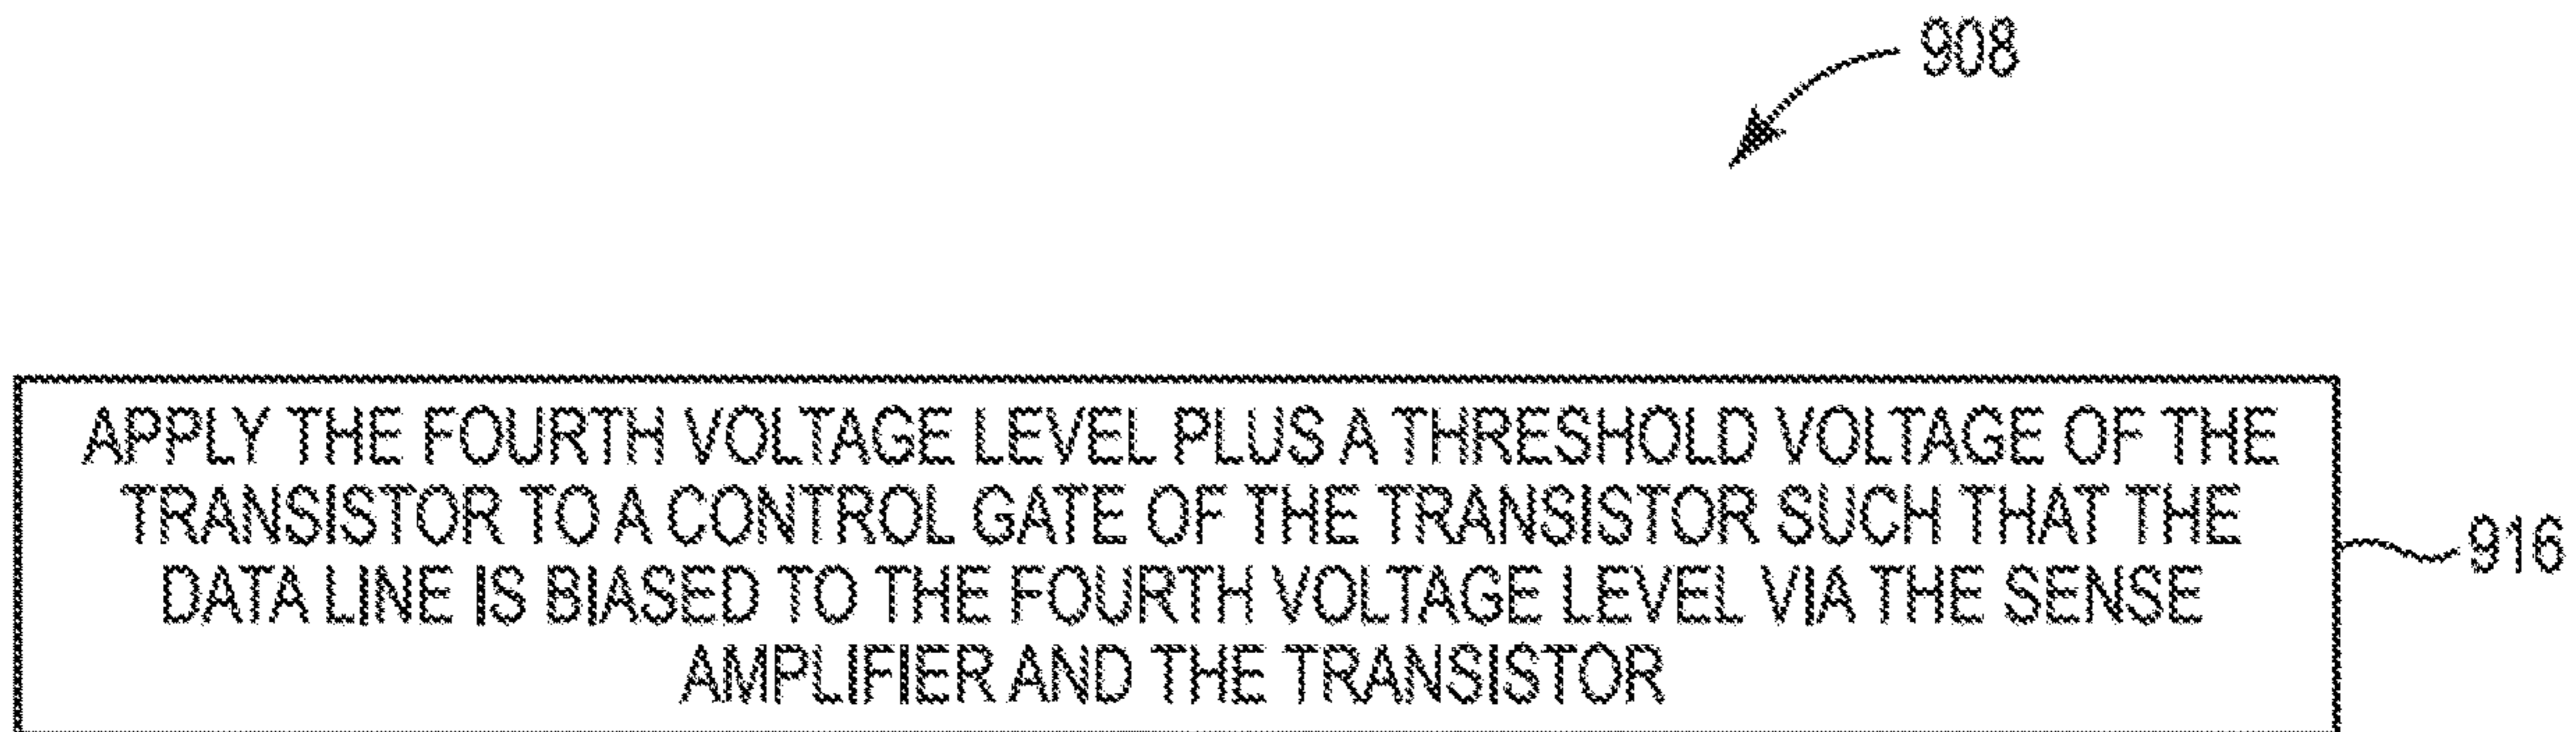 908
APPLY THE FOURTH VOLTAGE LEVEL PLUS A THRESHOLD VOLTAGE OF THE
TRANSISTOR TO A CONTROL GATE OF THE TRANSISTOR SUCH THAT THE
DATA LINE IS BIASED TO THE FOURTH VOLTAGE LEVEL VIA THE SENSE
AMPLIFIER AND THE TRANSISTOR
916